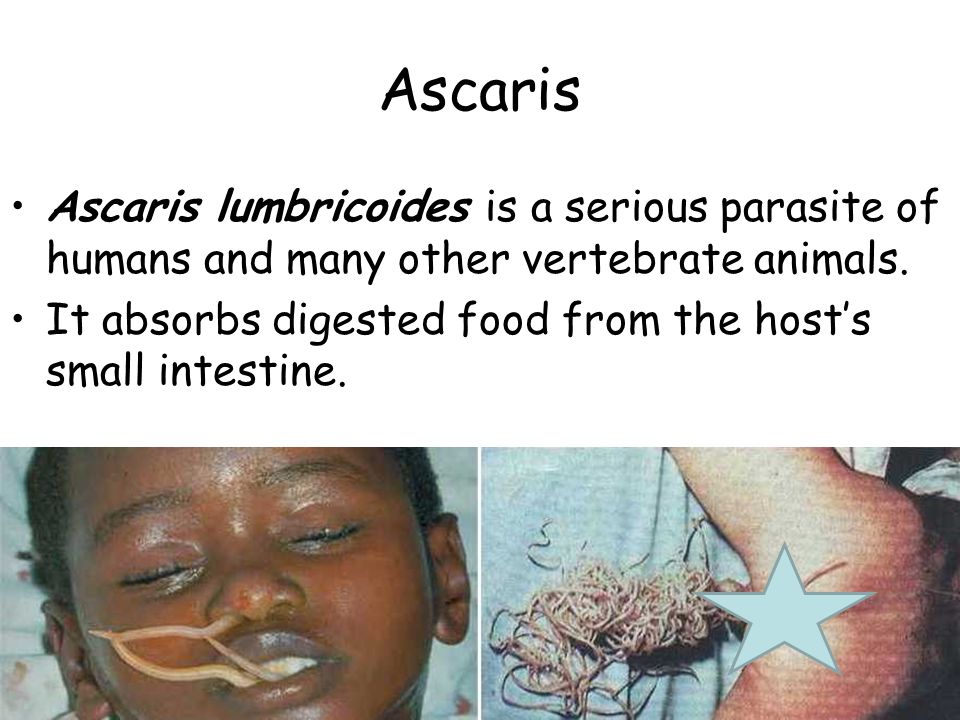 Ascaris
• Ascaris lumbricoides is a serious parasite of
humans and many other vertebrate animals.
• It absorbs digested food from the host’s
small intestine.